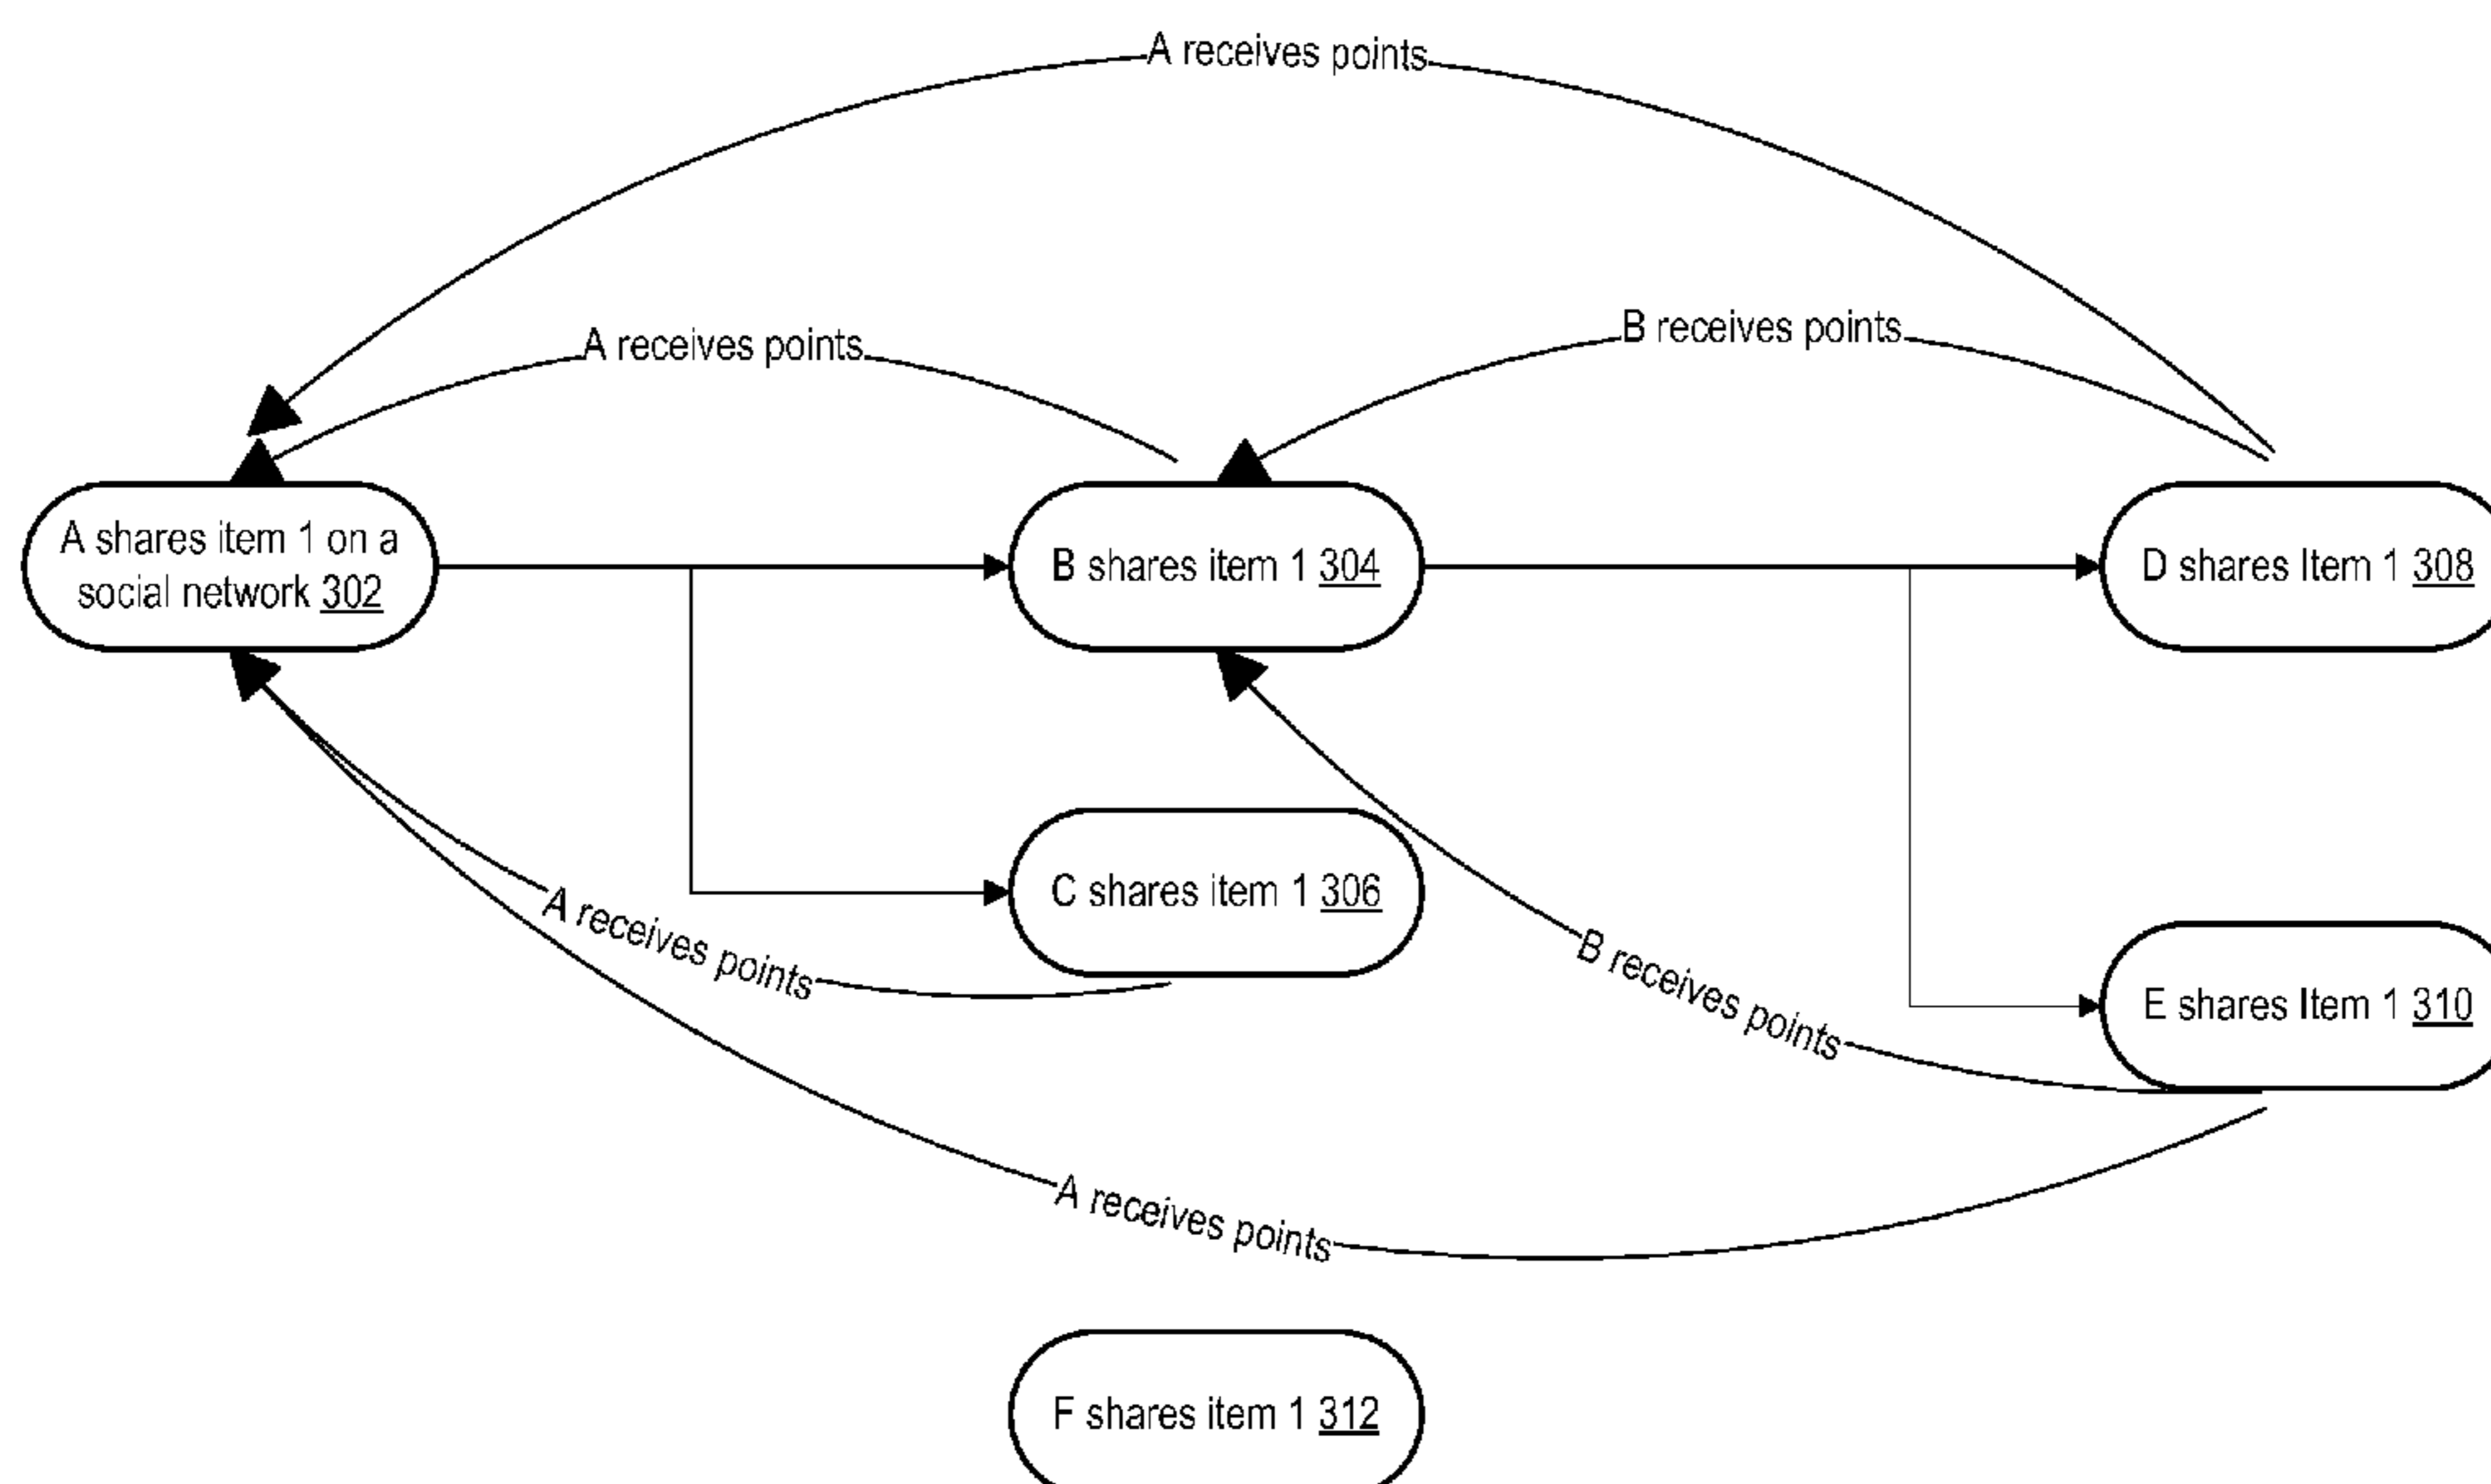 A receives points
A receives points
B receives points
A shares item 1 on a
social network 302
B shares item 1 304
D shares Item 1 308
C shares item 1 306
A receives points
B receives points
E shares Item 1 310
A receives points
F shares item 1 312